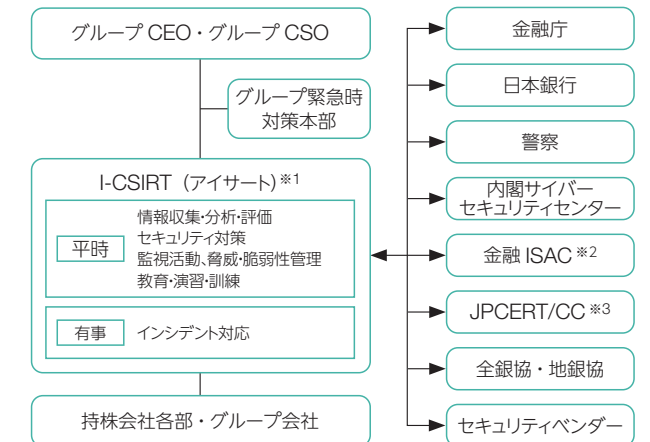 グループ CEO・グループ CSO
グループ緊急時
対策本部
I-CSIRT（アイサート）※1
平時
情報収集・分析・評価
セキュリティ対策
監視活動、脅威・脆弱性管理
教育・演習・訓練
有事
インシデント対応
持株会社各部・グループ会社
金融庁
日本銀行
警察
内閣サイバー
セキュリティセンター
金融 ISAC ※2
JPCERT/CC ※3
全銀協・地銀協
セキュリティベンダー